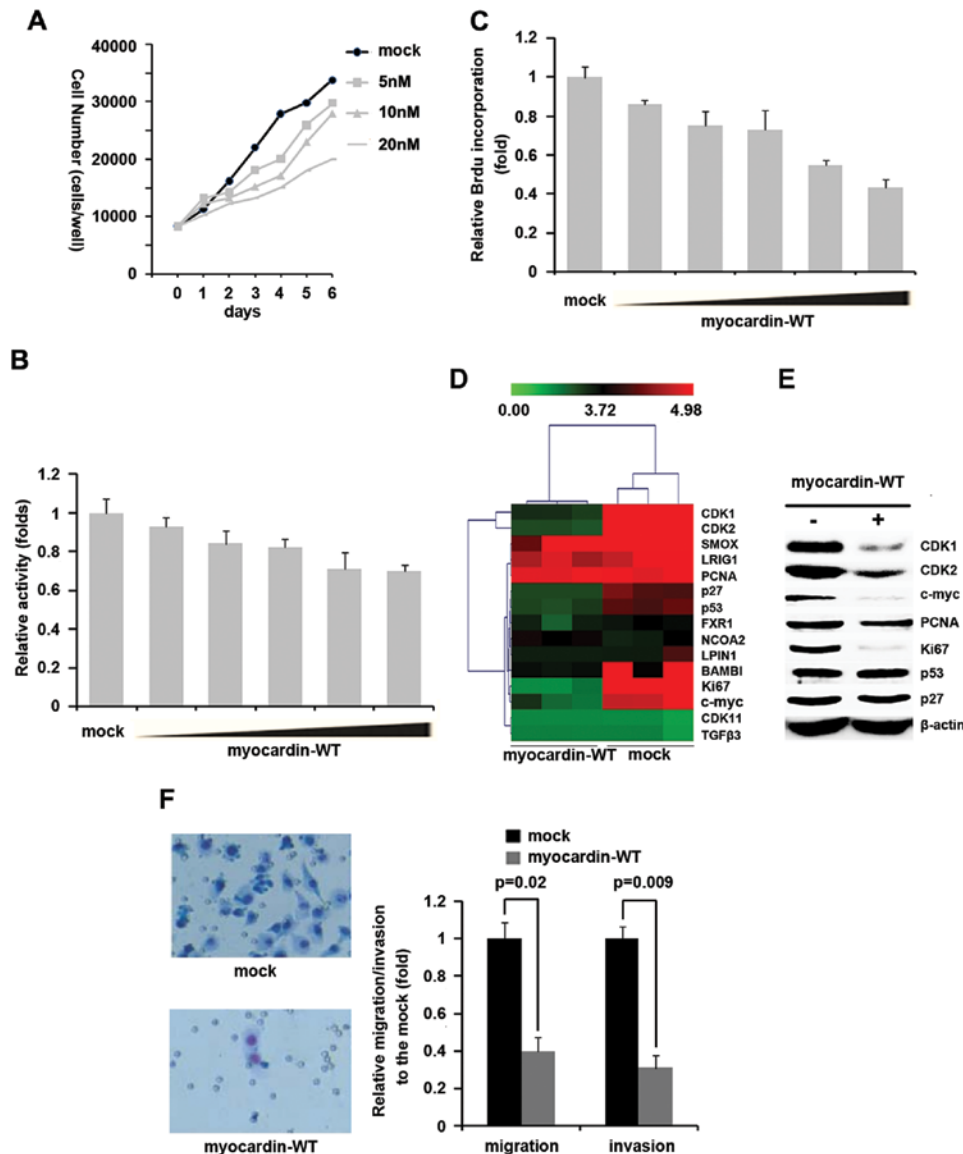 A
Cell Number (cells/well)
40000
30000
20000
10000
0
0 1 2 3 4 5 6
days
mock
5nM
10nM
20nM
C
Relative Brdu incorporation
(fold)
1.2
1
0.8
0.6
0.4
0.2
0
mock
myocardin-WT
B
Relative activity (folds)
1.2
1
0.8
0.6
0.4
0.2
0
mock
myocardin-WT
D
0.00 3.72 4.98
CDK1
CDK2
SMOX
LRIG1
PCNA
p27
p53
FXR1
NCOA2
LPIN1
BAMBI
Ki67
c-myc
CDK11
TGFβ3
myocardin-WT mock
E
myocardin-WT
- +
CDK1
CDK2
c-myc
PCNA
Ki67
p53
p27
β-actin
F
mock
myocardin-WT
mock
myocardin-WT
p=0.02 p=0.009
Relative migration/invasion
to the mock (fold)
1.2
1
0.8
0.6
0.4
0.2
0
migration invasion